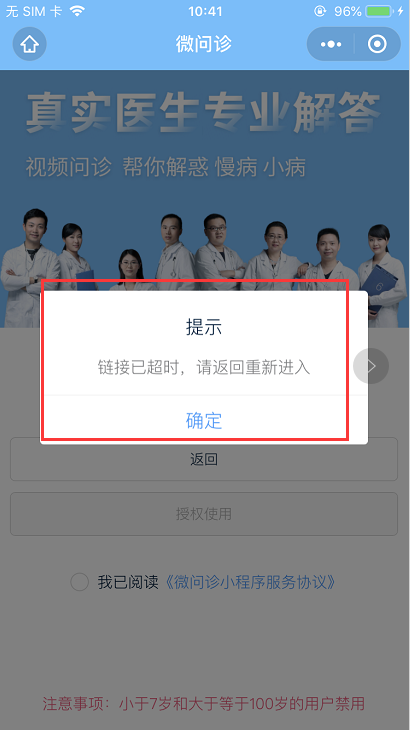 无 SIM 卡 10:41 96%
微问诊
真实医生专业解答
视频问诊 帮你解惑 慢病 小病
提示
链接已超时，请返回重新进入
确定
返回
授权使用
我已阅读《微问诊小程序服务协议》
注意事项：小于7岁和大于等于100岁的用户禁用